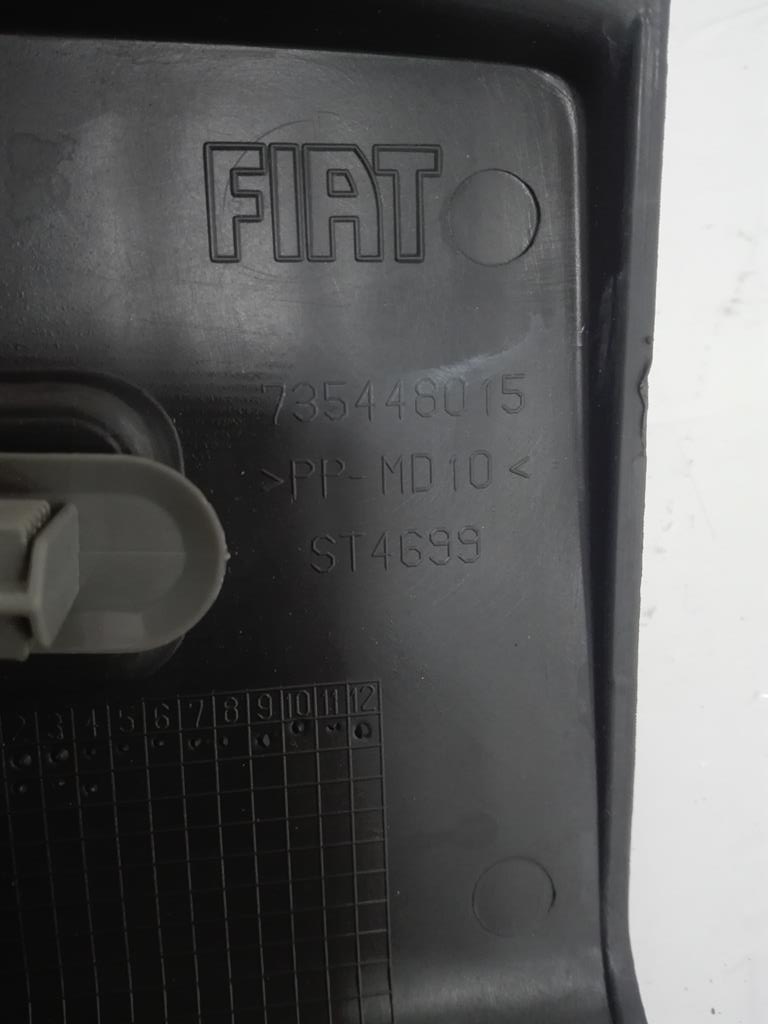 FIAT
735448015
>PP-MD10<
ST4699
2 3 4 5 6 7 8 9 10 11 12